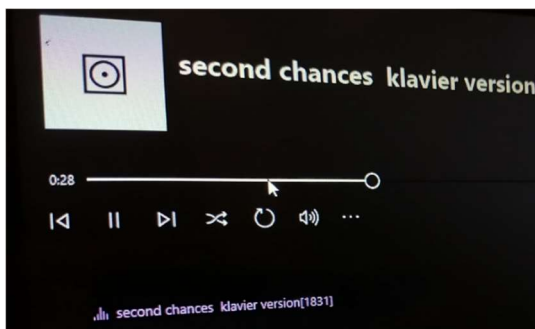 second chances klavier version
0:28
second chances klavier version[1831]